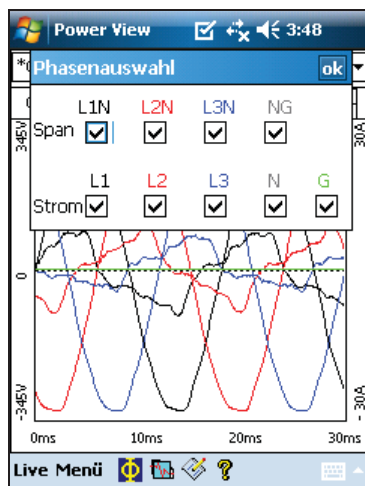 Power View 3:48
Phasenauswahl ok
L1N L2N L3N NG
Span
L1 L2 L3 N G
Strom
345V
30A
0
-345V
-30A
0ms 10ms 20ms 30ms
Live Menü